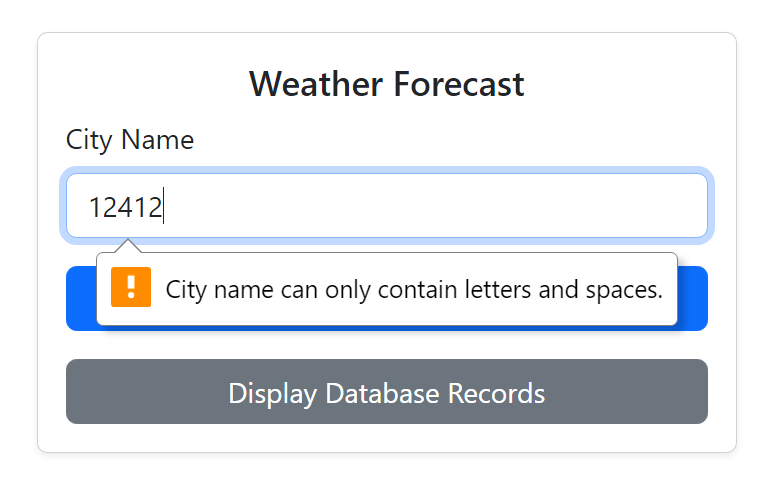 Weather Forecast
City Name
12412
City name can only contain letters and spaces.
Display Database Records